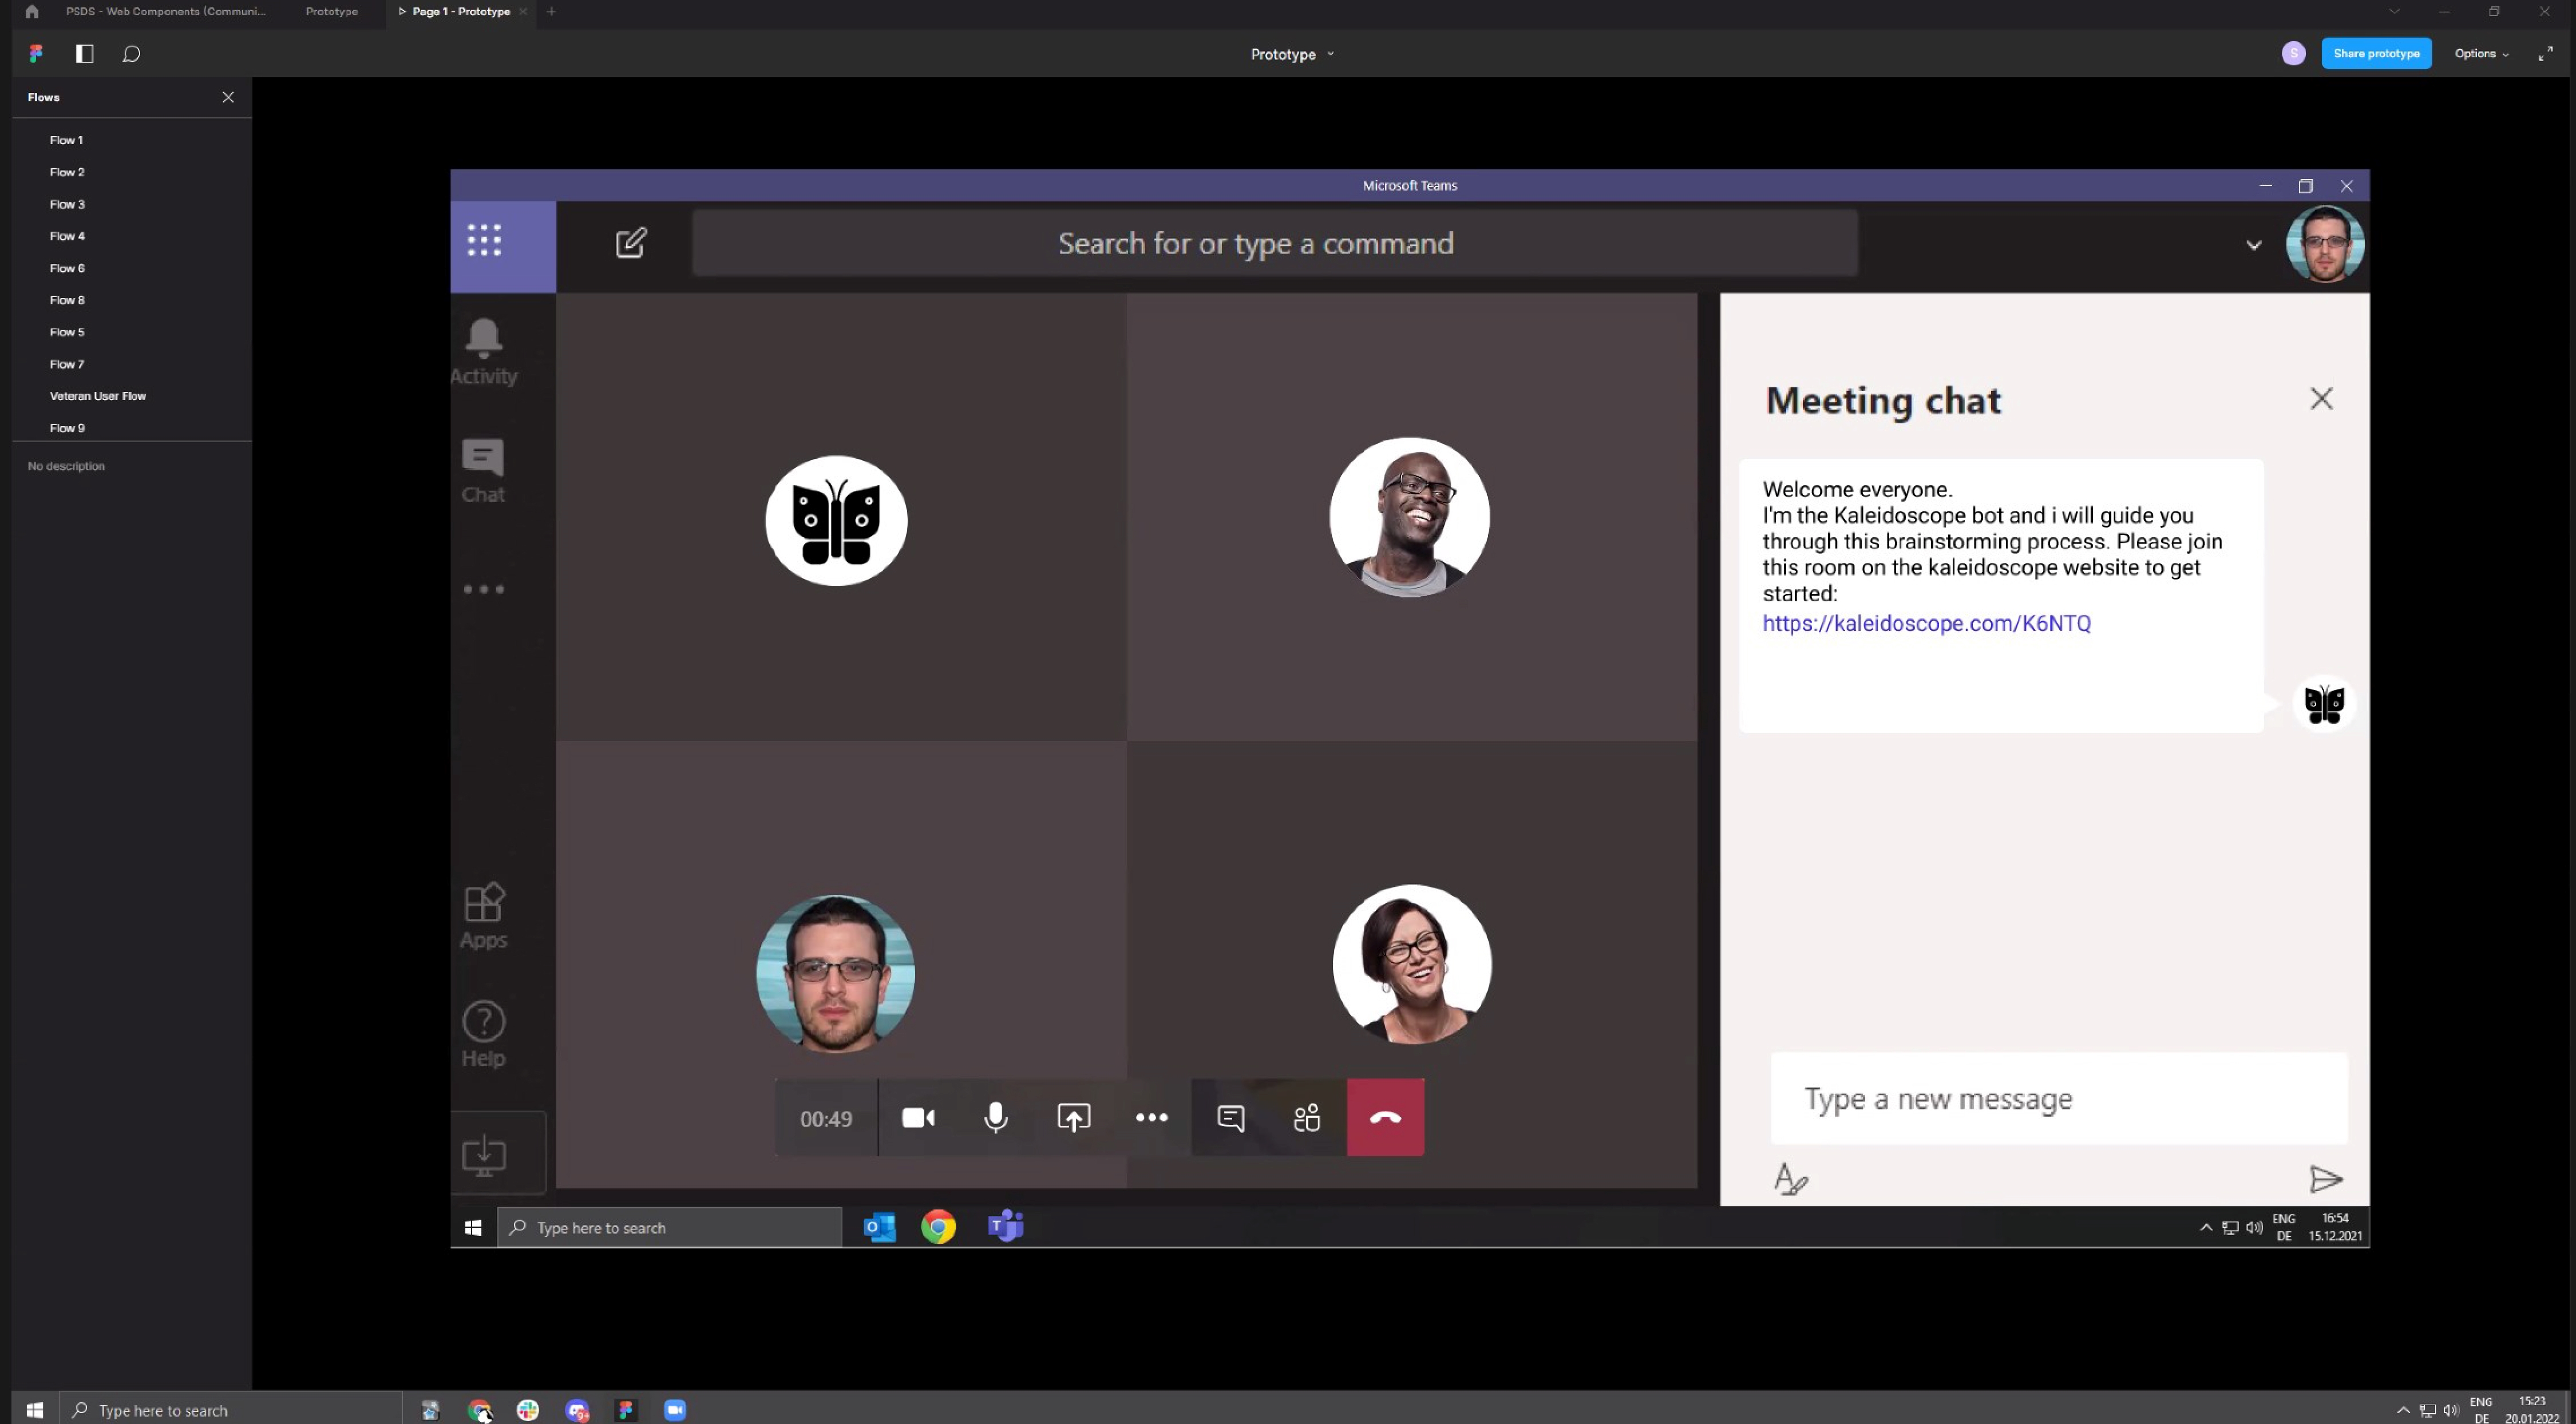 PSDS - Web Components (Communi...
Prototype
Page 1 - Prototype
Prototype
S
Share prototype
Options
Flows
Flow 1
Flow 2
Flow 3
Flow 4
Flow 6
Flow 8
Flow 5
Flow 7
Veteran User Flow
Flow 9
No description
Microsoft Teams
Search for or type a command
Activity
Chat
Apps
Help
Meeting chat
Welcome everyone.
I'm the Kaleidoscope bot and i will guide you
through this brainstorming process. Please join
this room on the kaleidoscope website to get
started:
https://kaleidoscope.com/K6NTQ
00:49
Type a new message
Type here to search
ENG
DE
16:54
15.12.2021
Type here to search
9+
ENG
DE
15:23
20.01.2022